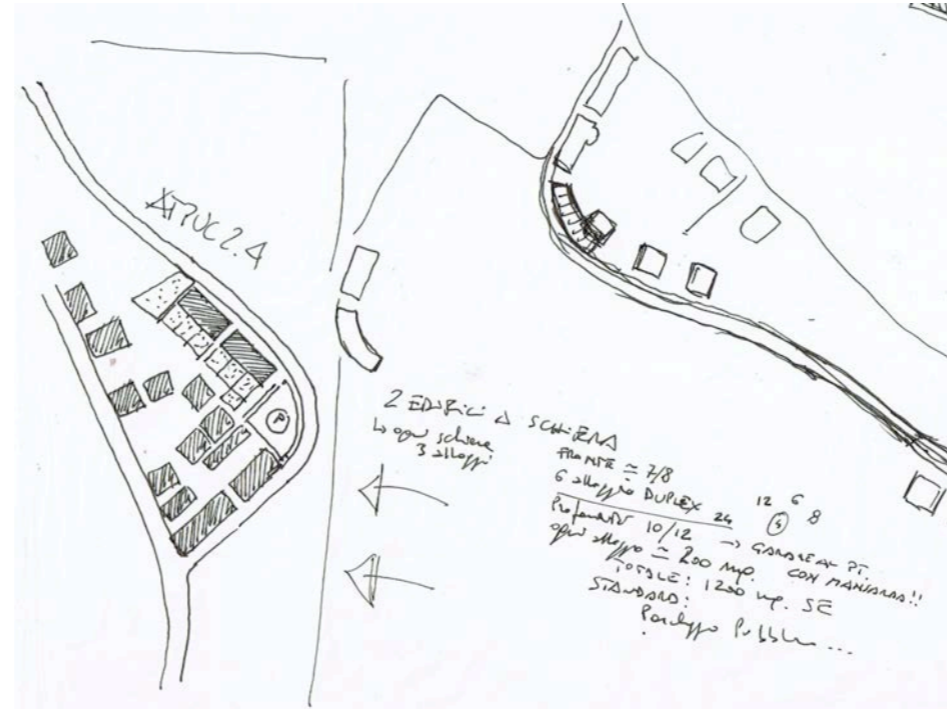 ATPUC2.4
P
2 EDIFICI A SCHIERA
↳ ogni schiera
3 alloggi
FRONTE ≃ 7/8
6 alloggi DUPLEX 24
12 6 8
Profondità 10/12 → GARAGE AL PT.
ogni alloggio ≃ 200 mq. CON MANSARDA!!
TOTALE: 1200 mq. SE
STANDARD:
Parcheggio Pubblico ...